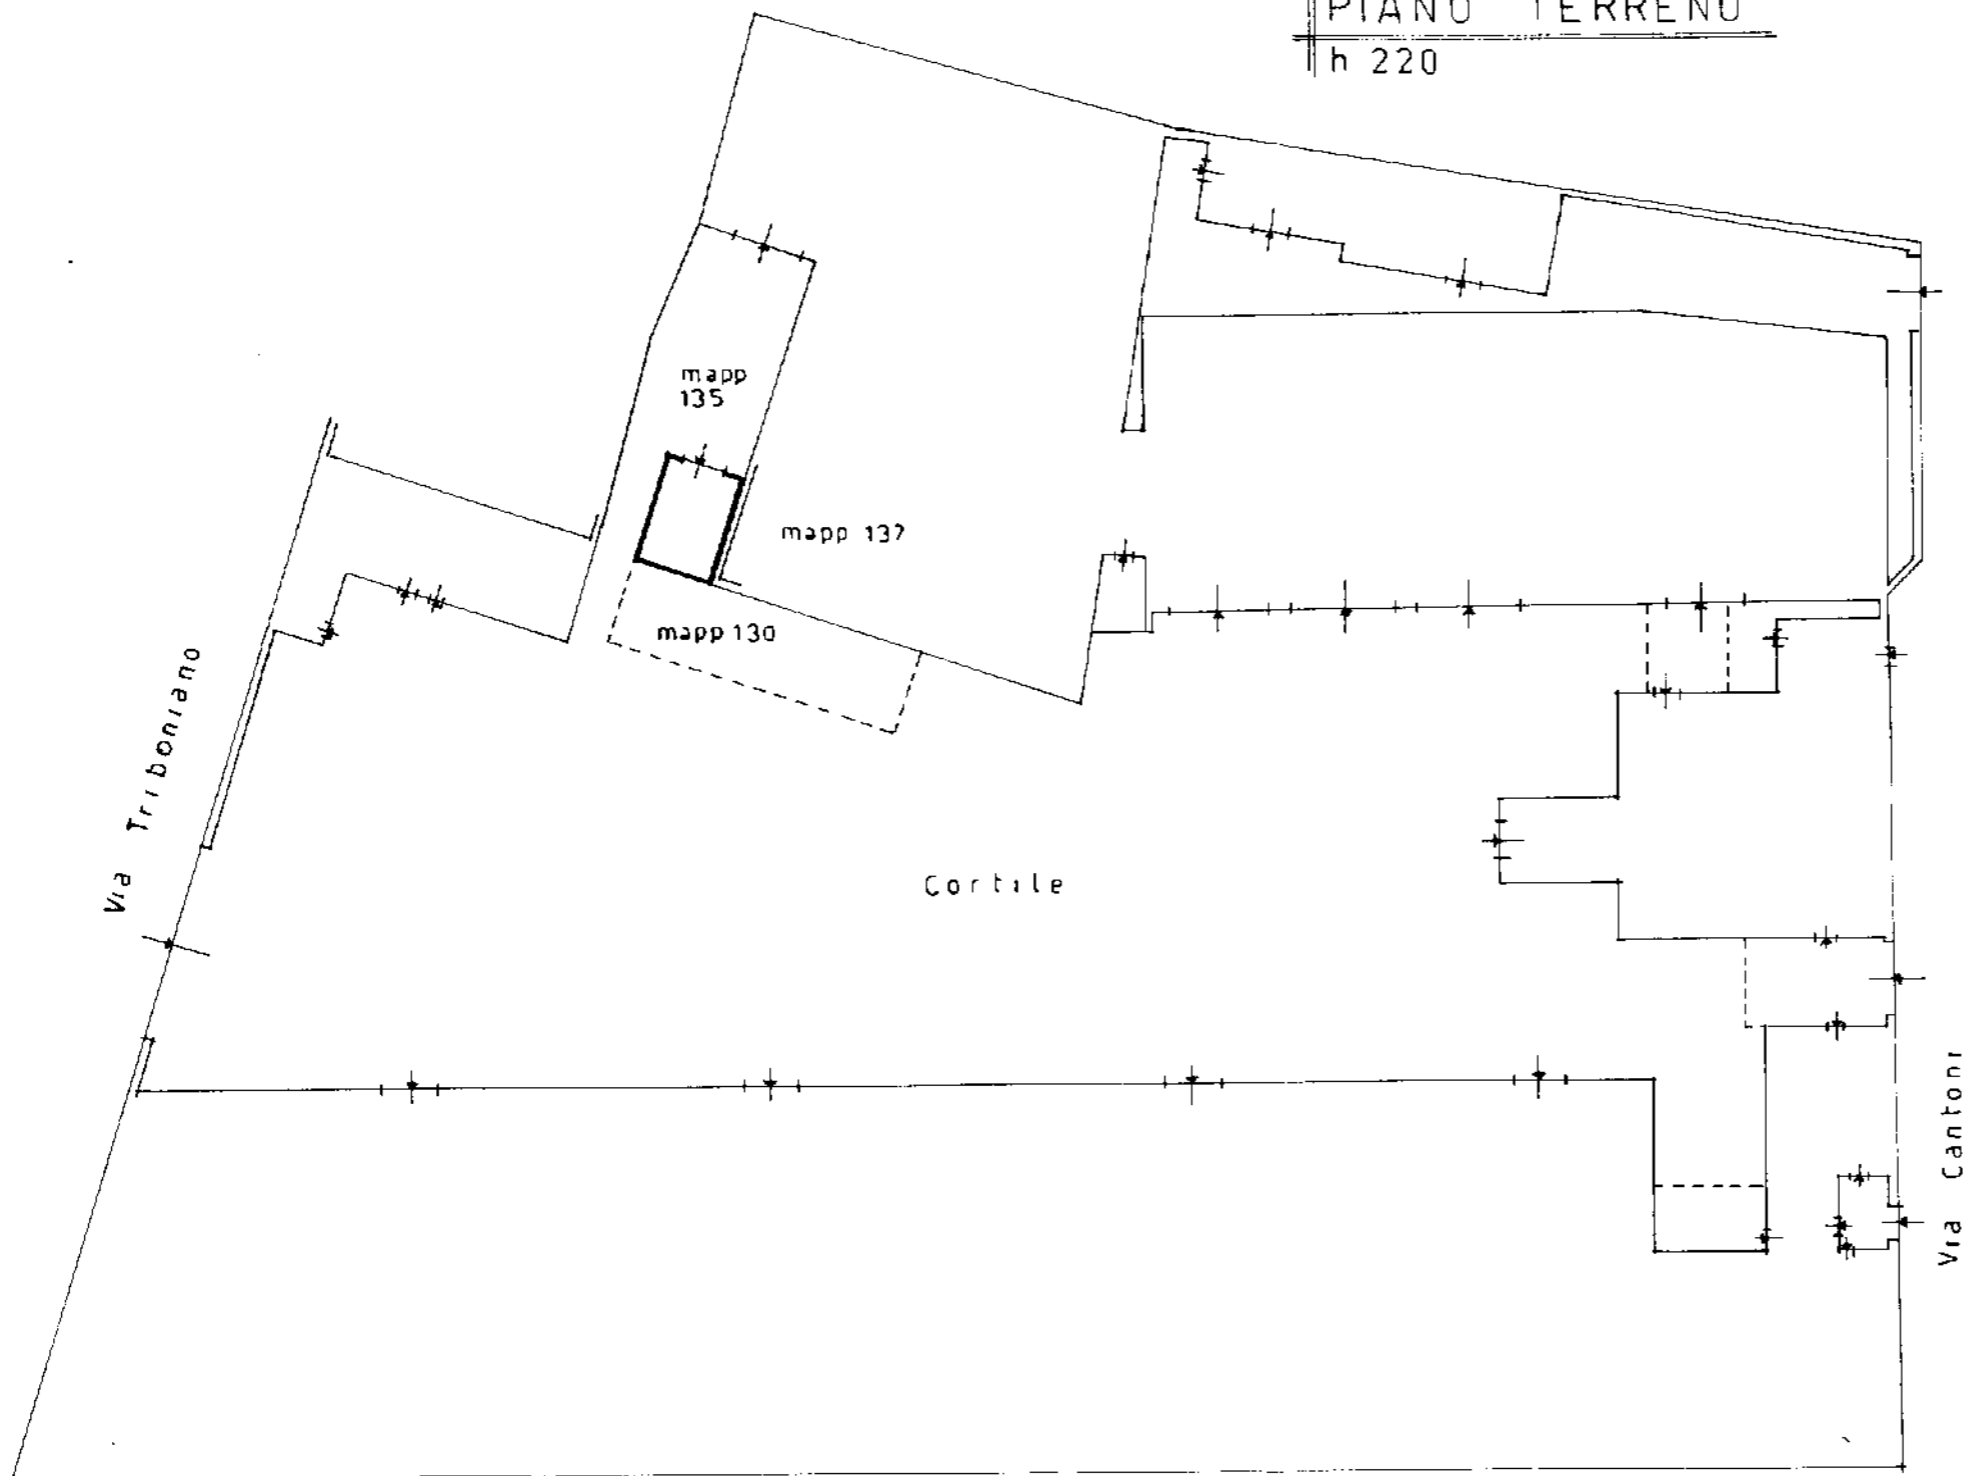 PIANO TERRENO
h 220
mapp
135
mapp 137
mapp 130
Via Triboniano
Cortile
Via Cantoni